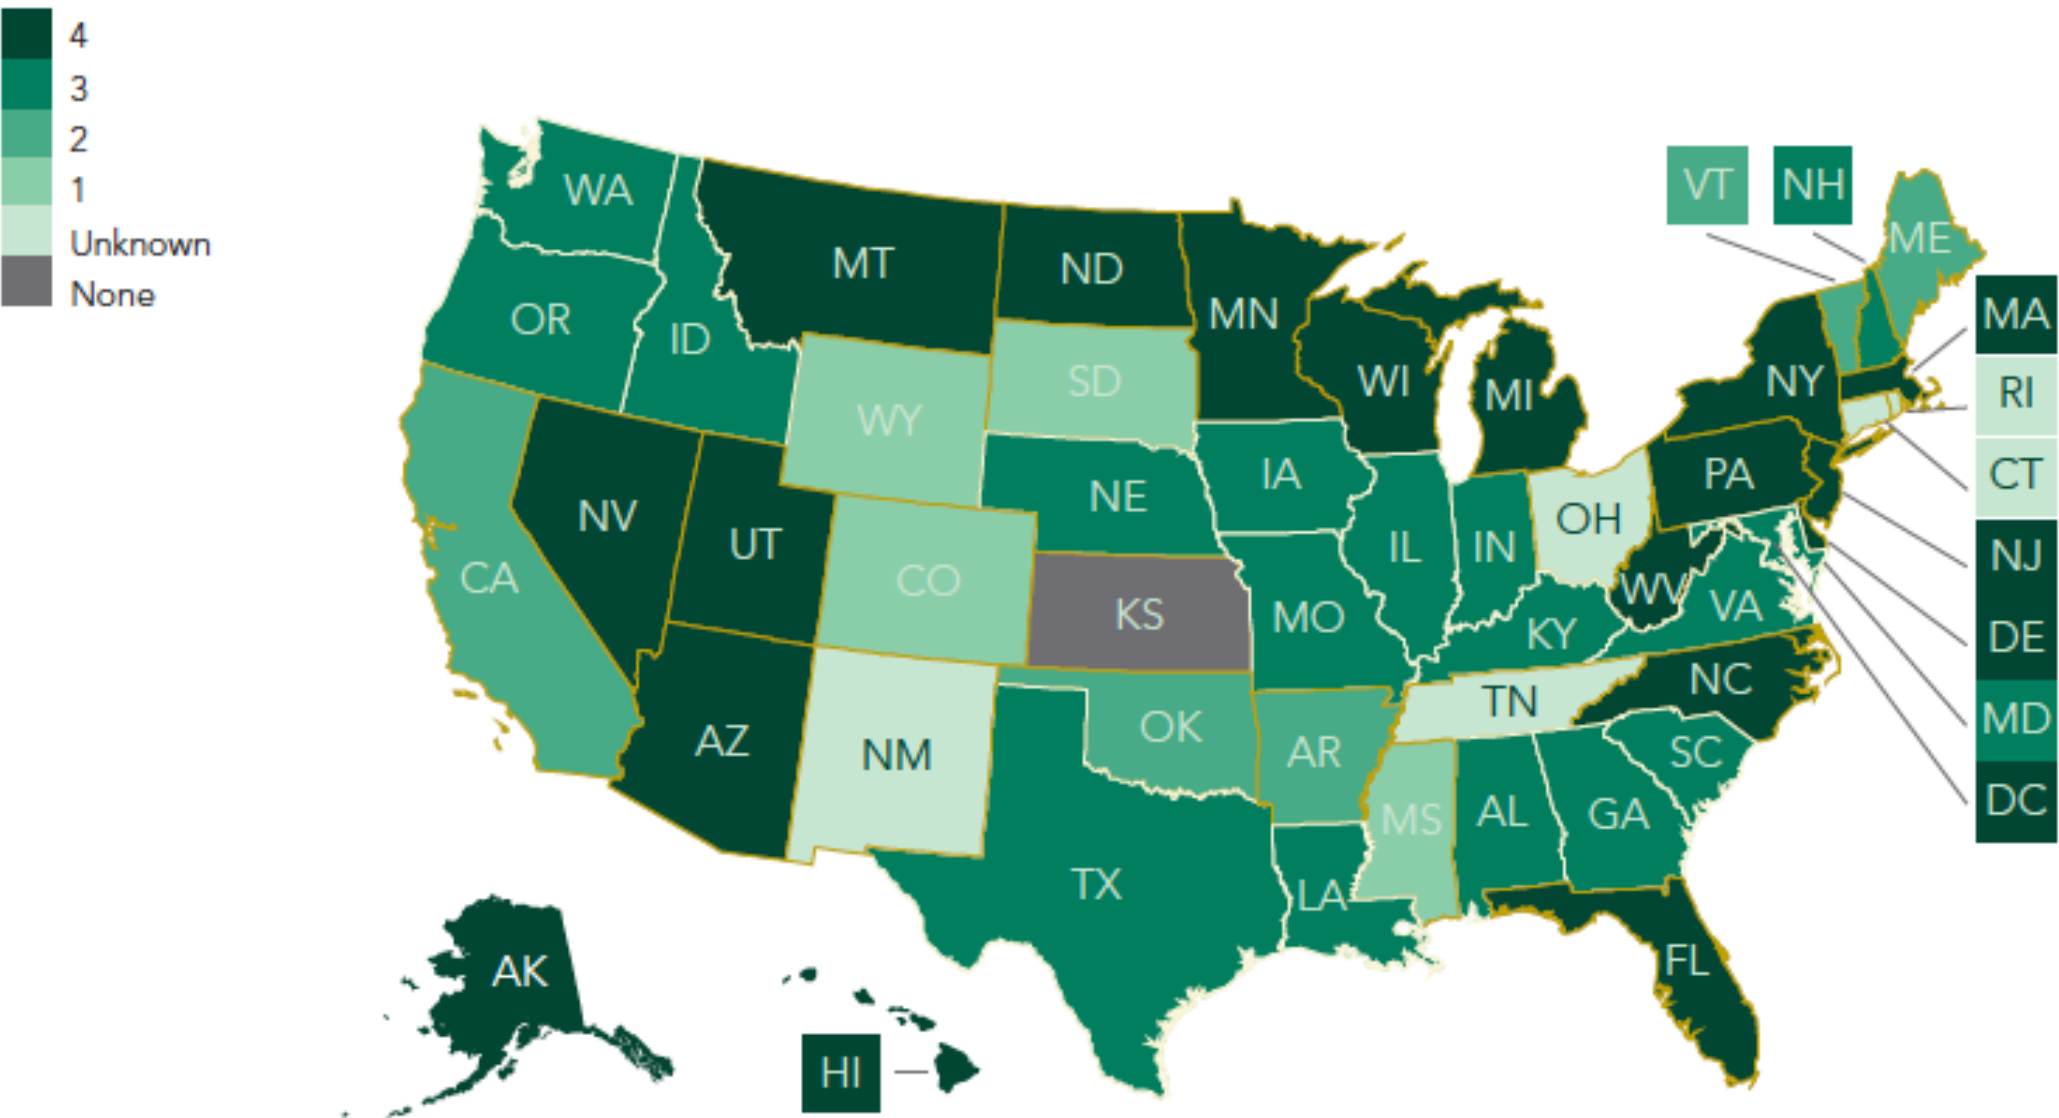 4
3
2
1
Unknown
None
WA
MT
ND
MN
VT
NH
ME
OR
ID
WY
SD
WI
MI
NY
MA
RI
CT
NV
UT
CA
CO
NE
KS
IA
MO
IL
IN
OH
PA
WV
VA
KY
NJ
DE
MD
DC
AZ
NM
OK
AR
TN
NC
SC
TX
LA
MS
AL
GA
FL
AK
HI